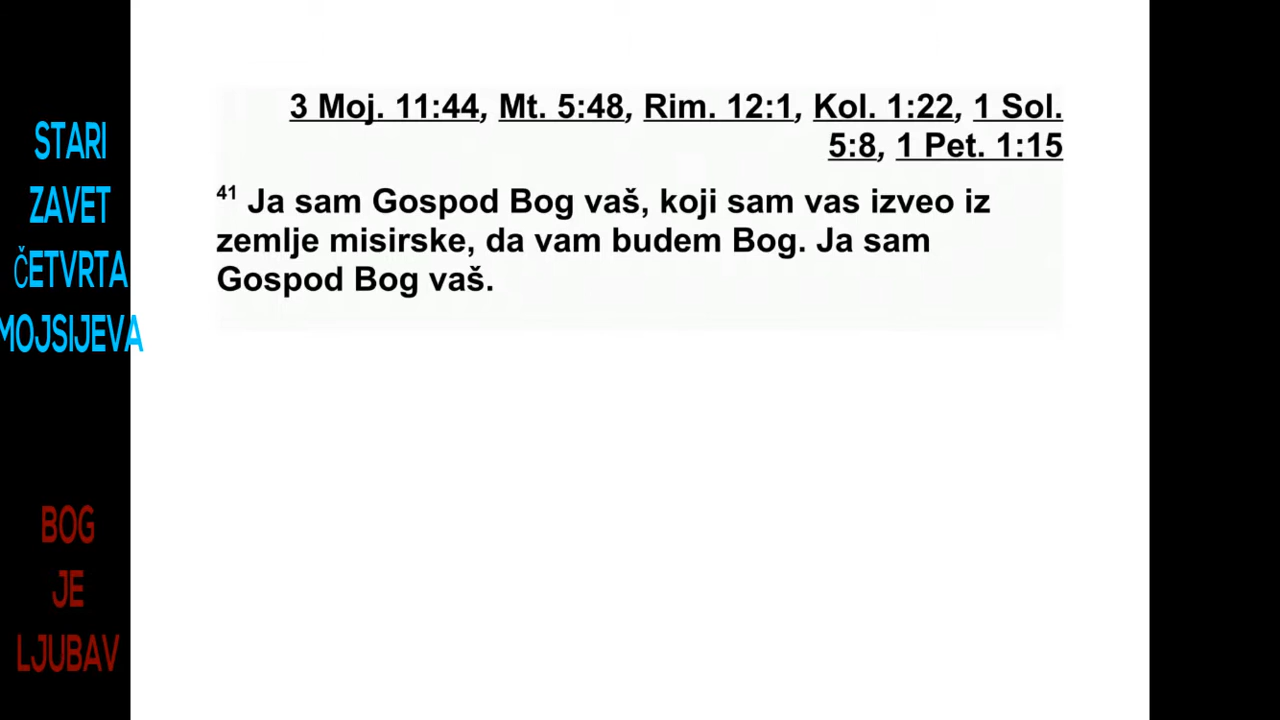 STARI
ZAVET
ČETVRTA
MOJSIJEVA
BOG
JE
LJUBAV
3 Moj. 11:44, Mt. 5:48, Rim. 12:1, Kol. 1:22, 1 Sol.
5:8, 1 Pet. 1:15
41 Ja sam Gospod Bog vaš, koji sam vas izveo iz
zemlje misirske, da vam budem Bog. Ja sam
Gospod Bog vaš.